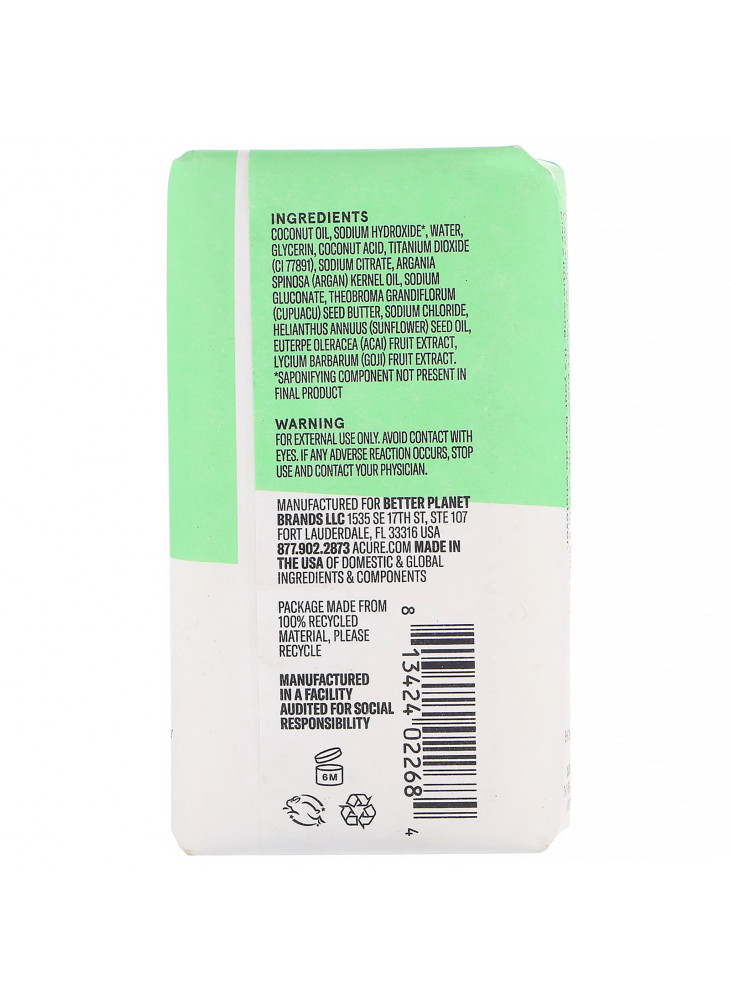 INGREDIENTS
COCONUT OIL, SODIUM HYDROXIDE*, WATER,
GLYCERIN, COCONUT ACID, TITANIUM DIOXIDE
(CI 77891), SODIUM CITRATE, ARGANIA
SPINOSA (ARGAN) KERNEL OIL, SODIUM
GLUCONATE, THEOBROMA GRANDIFLORUM
(CUPUACU) SEED BUTTER, SODIUM CHLORIDE,
HELIANTHUS ANNUUS (SUNFLOWER) SEED OIL,
EUTERPE OLERACEA (ACAI) FRUIT EXTRACT,
LYCIUM BARBARUM (GOJI) FRUIT EXTRACT.
*SAPONIFYING COMPONENT NOT PRESENT IN
FINAL PRODUCT
WARNING
FOR EXTERNAL USE ONLY. AVOID CONTACT WITH
EYES. IF ANY ADVERSE REACTION OCCURS, STOP
USE AND CONTACT YOUR PHYSICIAN.
MANUFACTURED FOR BETTER PLANET
BRANDS LLC 1535 SE 17TH ST, STE 107
FORT LAUDERDALE, FL 33316 USA
877.902.2873 ACURE.COM MADE IN
THE USA OF DOMESTIC & GLOBAL
INGREDIENTS & COMPONENTS
PACKAGE MADE FROM
100% RECYCLED
MATERIAL, PLEASE
RECYCLE
MANUFACTURED
IN A FACILITY
AUDITED FOR SOCIAL
RESPONSIBILITY
6M
8 13424 02268 4